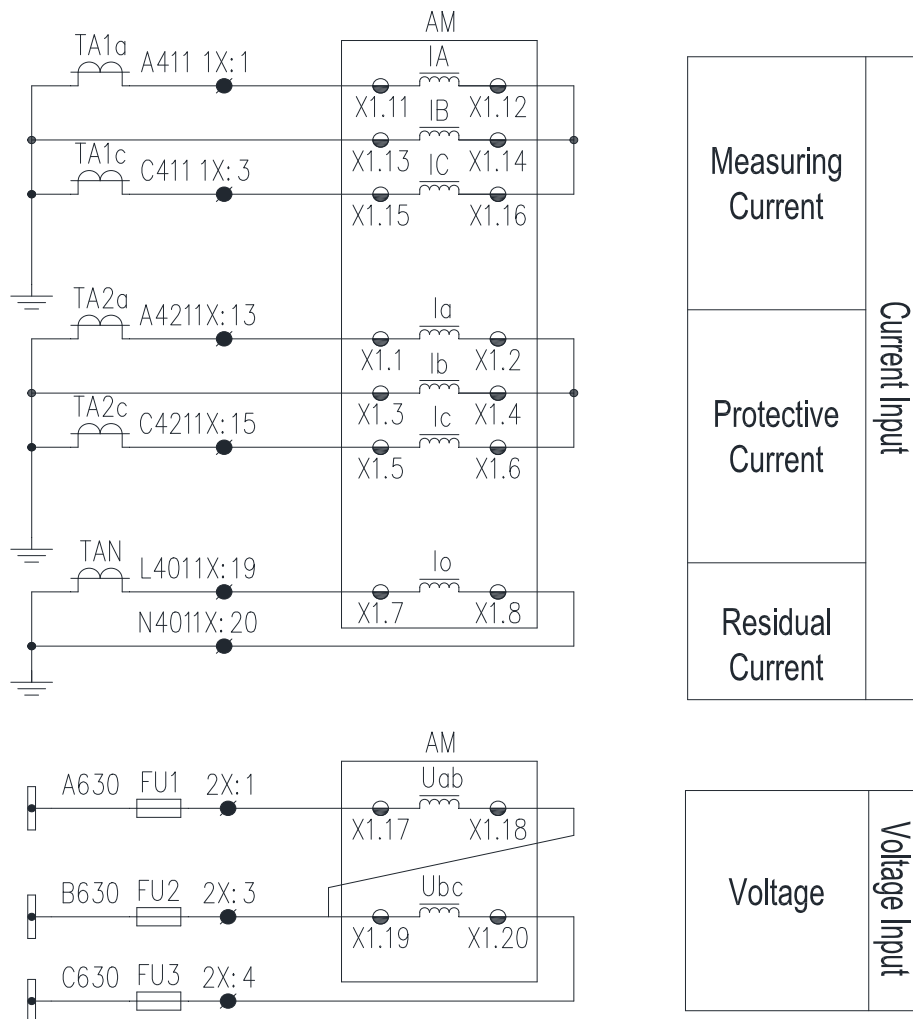 AM
TA1a A411 1X:1 IA
X1.11 X1.12
IB
TA1c C411 1X:3 X1.13 X1.14
IC
X1.15 X1.16
TA2a A4211X:13 Ia
X1.1 X1.2
Ib
TA2c C4211X:15 X1.3 X1.4
Ic
X1.5 X1.6
TAN L4011X:19 Io
X1.7 X1.8
N4011X:20
Measuring
Current
Protective
Current
Residual
Current
Current Input
AM
A630 FU1 2X:1 Uab
X1.17 X1.18
B630 FU2 2X:3 Ubc
X1.19 X1.20
C630 FU3 2X:4
Voltage
Voltage Input